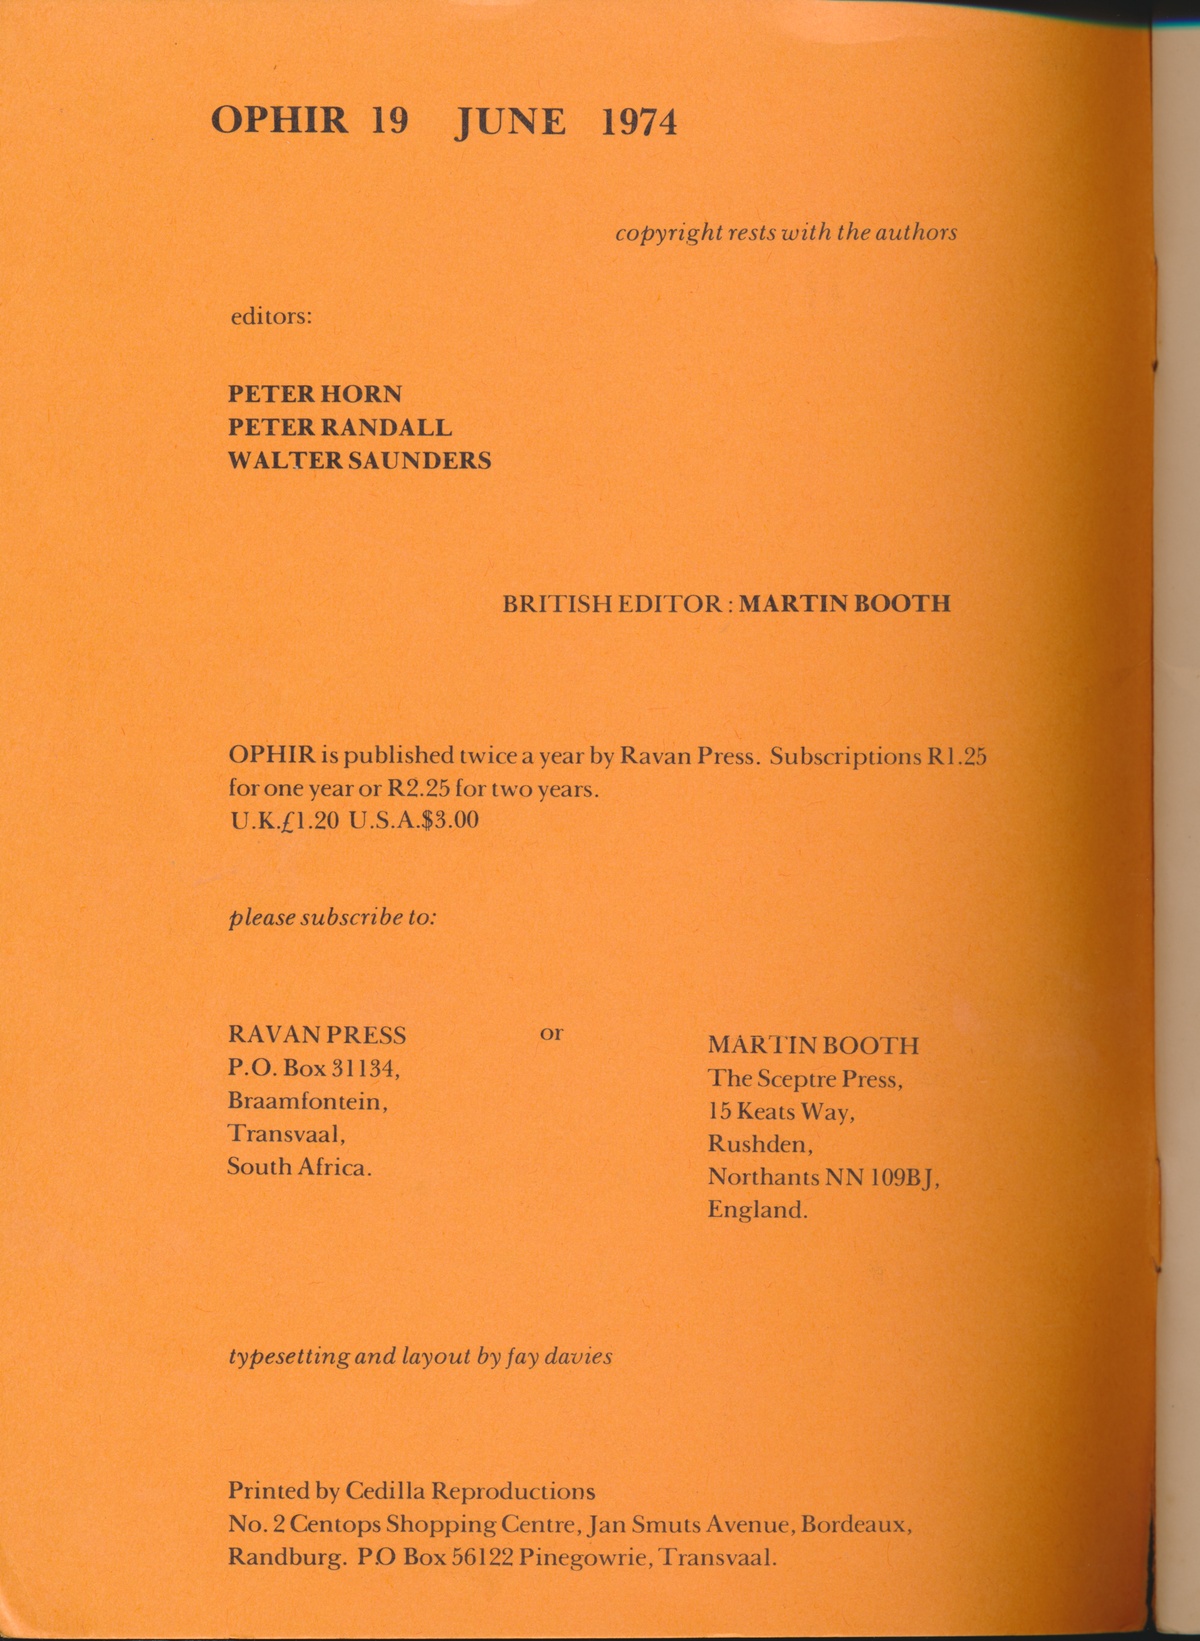 OPHIR 19 JUNE 1974
copyright rests with the authors
editors:
PETER HORN
PETER RANDALL
WALTER SAUNDERS
BRITISH EDITOR : MARTIN BOOTH
OPHIR is published twice a year by Ravan Press. Subscriptions R1.25
for one year or R2.25 for two years.
U.K.£1.20 U.S.A.$3.00
please subscribe to:
RAVAN PRESS
P.O. Box 31134,
Braamfontein,
Transvaal,
South Africa.
or
MARTIN BOOTH
The Sceptre Press,
15 Keats Way,
Rushden,
Northants NN 109BJ,
England.
typesetting and layout by fay davies
Printed by Cedilla Reproductions
No. 2 Centops Shopping Centre, Jan Smuts Avenue, Bordeaux,
Randburg. P.O Box 56122 Pinegowrie, Transvaal.